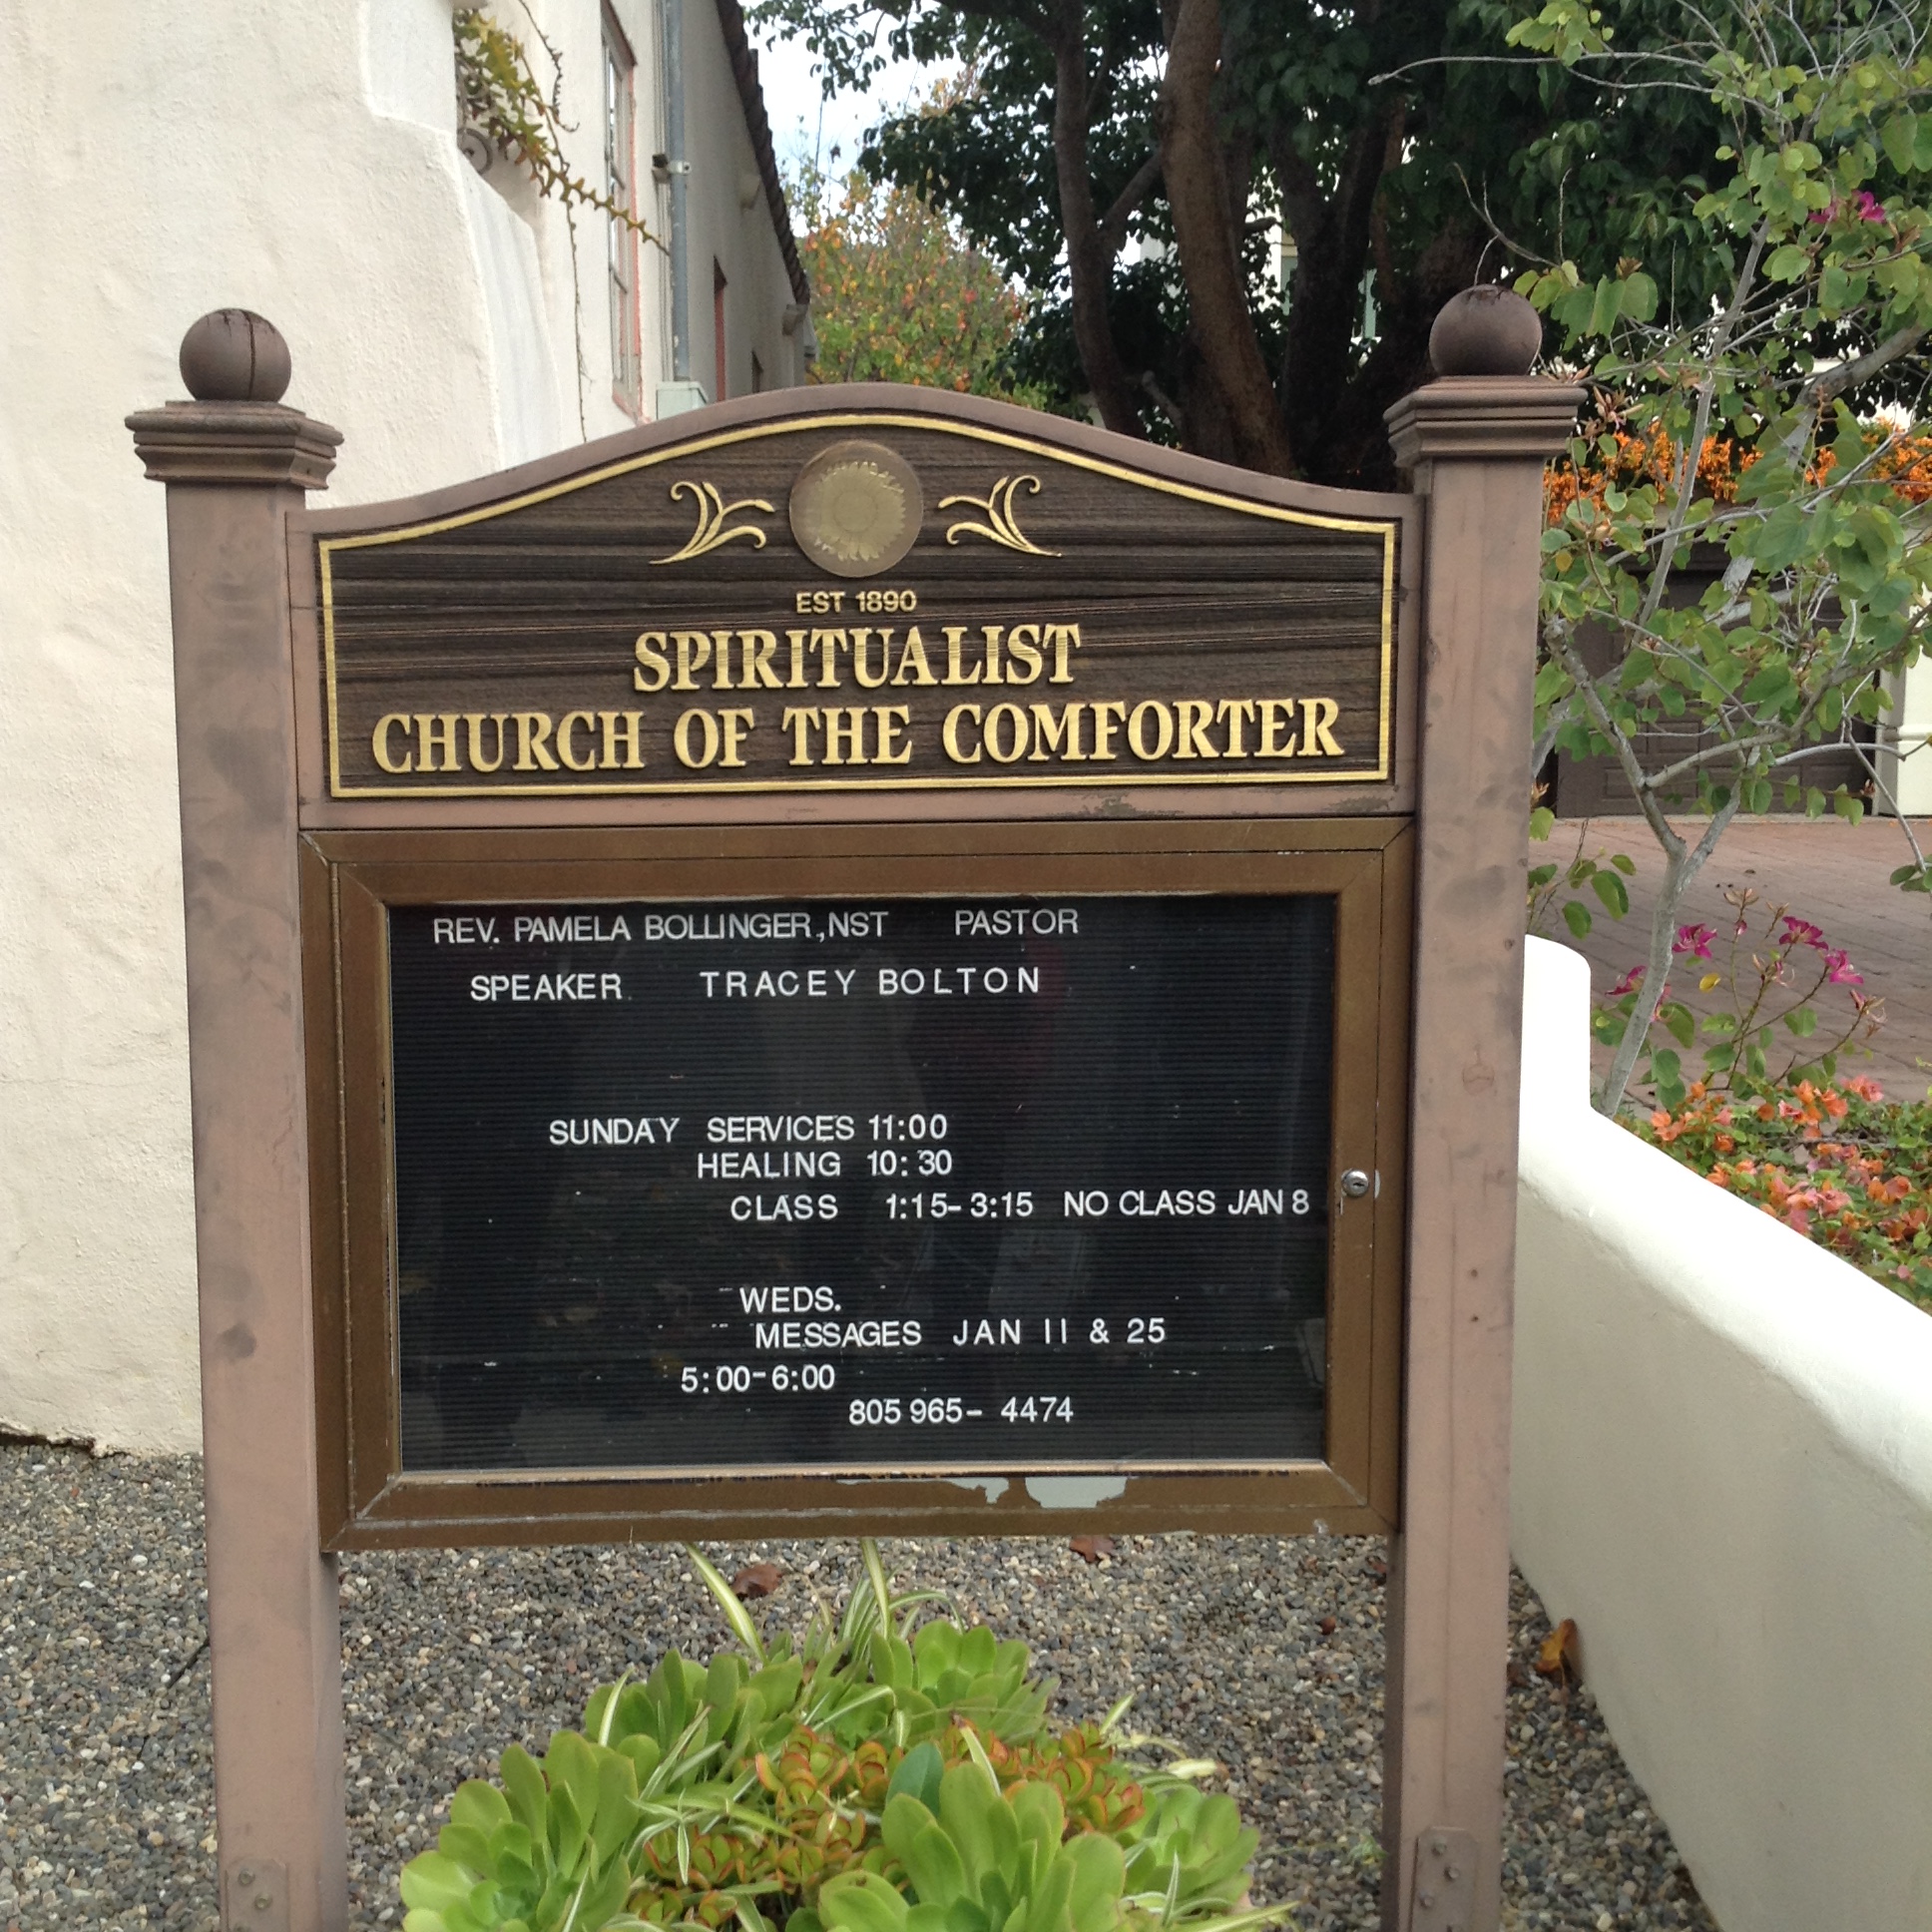 EST 1890
SPIRITUALIST
CHURCH OF THE COMFORTER
REV. PAMELA BOLLINGER,NST PASTOR
SPEAKER TRACEY BOLTON
SUNDAY SERVICES 11:00
HEALING 10:30
CLASS 1:15-3:15 NO CLASS JAN 8
WEDS.
MESSAGES JAN 11 & 25
5:00-6:00
805 965- 4474